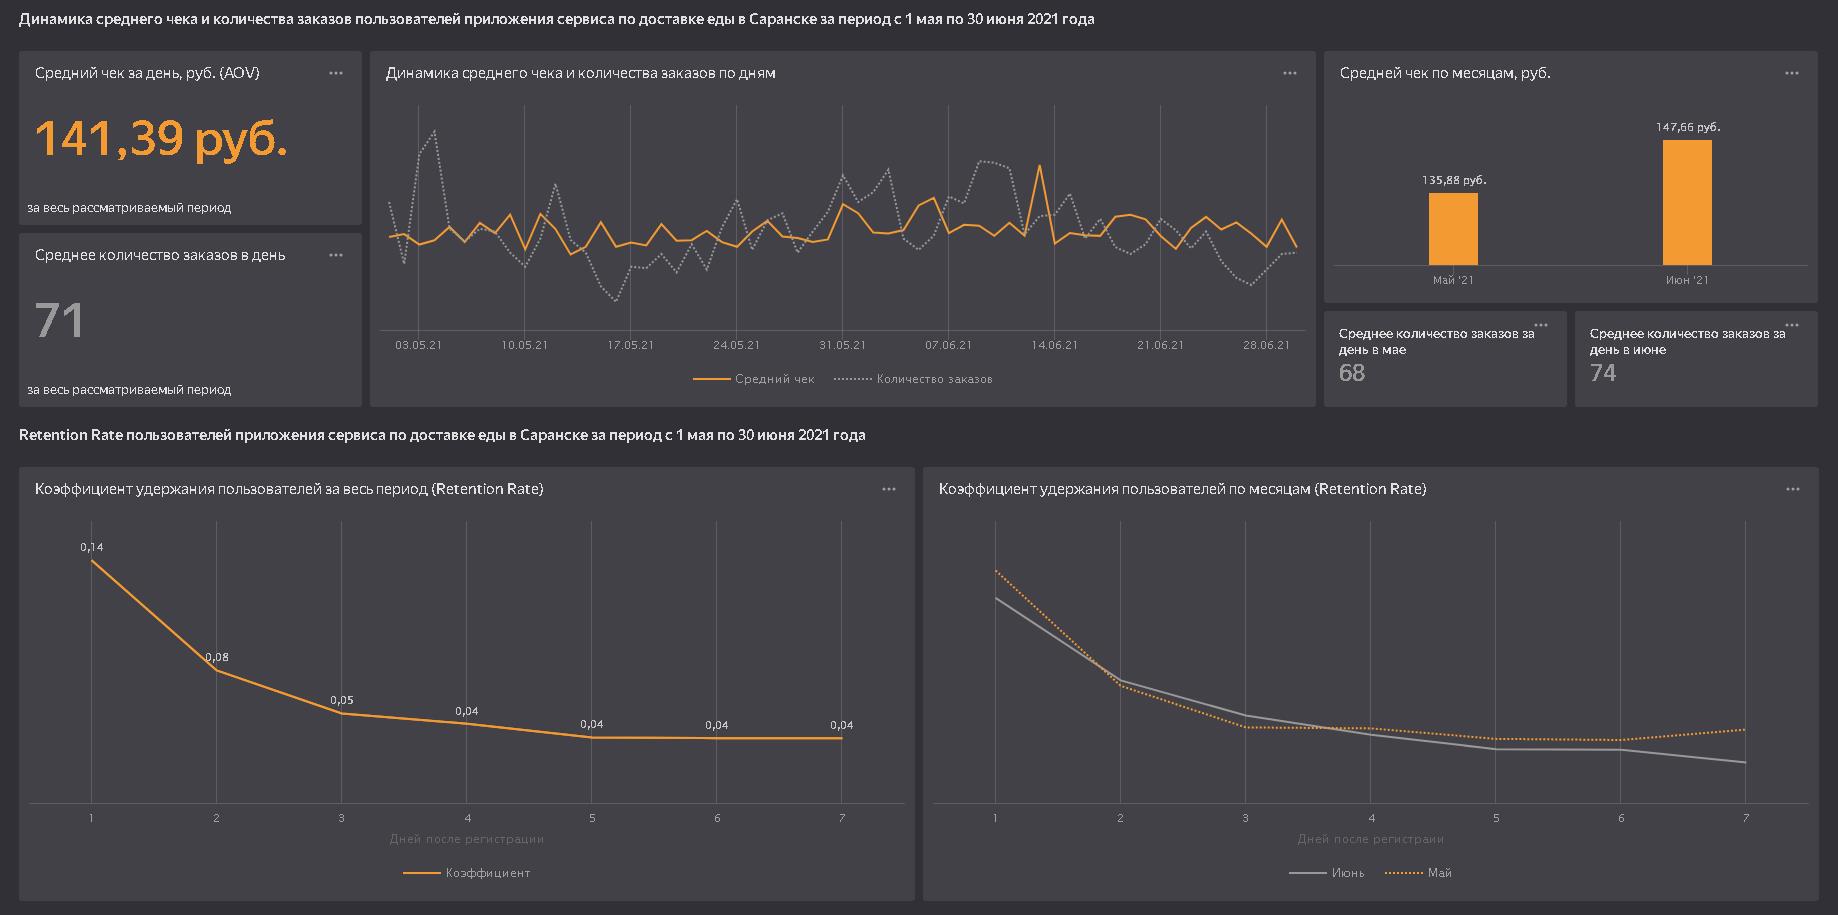 Динамика среднего чека и количества заказов пользователей приложения сервиса по доставке еды в Саранске за период с 1 мая по 30 июня 2021 года
Средний чек за день, руб. (AOV)
141,39 руб.
за весь рассматриваемый период
Среднее количество заказов в день
71
за весь рассматриваемый период
Динамика среднего чека и количества заказов по дням
03.05.21 10.05.21 17.05.21 24.05.21 31.05.21 07.06.21 14.06.21 21.06.21 28.06.21
Средний чек Количество заказов
Средней чек по месяцам, руб.
147,66 руб.
135,88 руб.
Май '21 Июн '21
Среднее количество заказов за
день в мае
68
Среднее количество заказов за
день в июне
74
Retention Rate пользователей приложения сервиса по доставке еды в Саранске за период с 1 мая по 30 июня 2021 года
Коэффициент удержания пользователей за весь период (Retention Rate)
0,14
0,08
0,05
0,04
0,04
0,04
0,04
1 2 3 4 5 6 7
Дней после регистрации
Коэффициент
Коэффициент удержания пользователей по месяцам (Retention Rate)
1 2 3 4 5 6 7
Дней после регистраии
Июнь Май